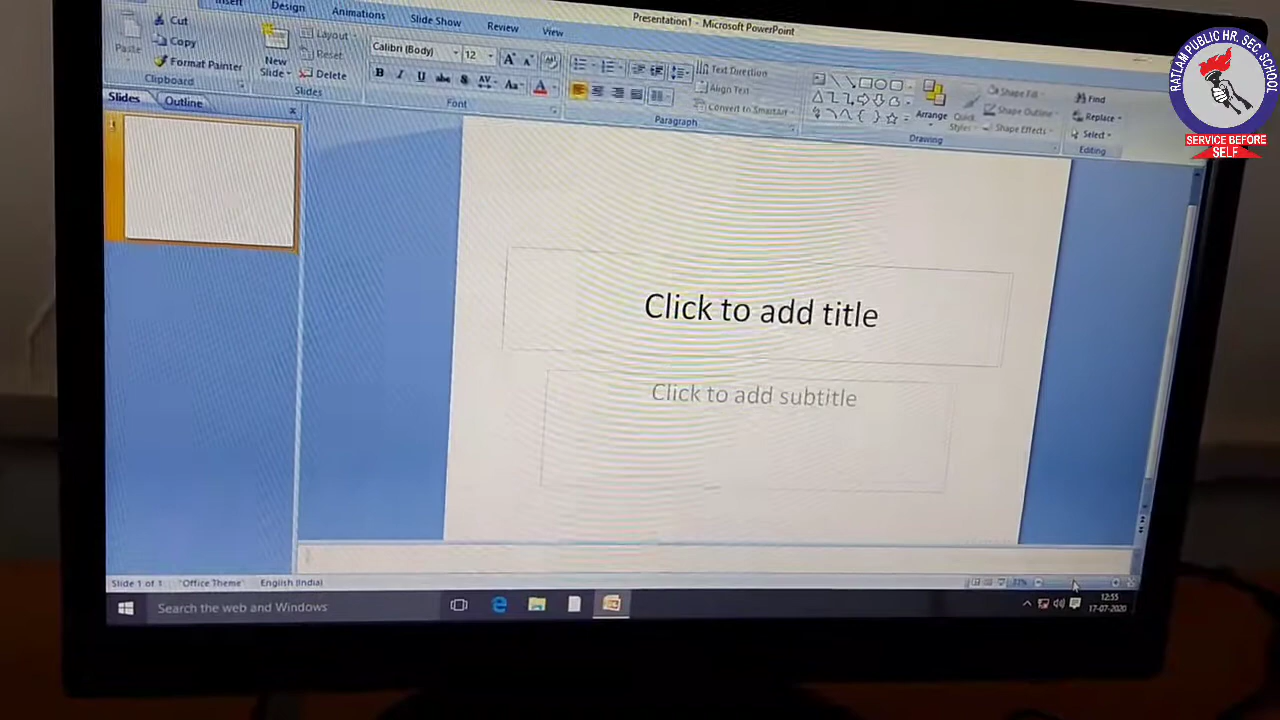 Presentation1 - Microsoft PowerPoint
Insert Design Animations Slide Show Review View
Cut
Copy
Format Painter
Paste
Clipboard
New
Slide
Layout
Reset
Delete
Slides
Calibri (Body) 12
B I U abc S AV Aa A
Font
Text Direction
Align Text
Convert to SmartArt
Paragraph
Arrange
Quick
Styles
Shape Fill
Shape Outline
Shape Effects
Drawing
Find
Replace
Select
Editing
RATLAM PUBLIC HR. SEC. SCHOOL
SERVICE BEFORE
SELF
Slides Outline
1
Click to add title
Click to add subtitle
Slide 1 of 1 "Office Theme" English (India)
Search the web and Windows
12:55
17-07-2020